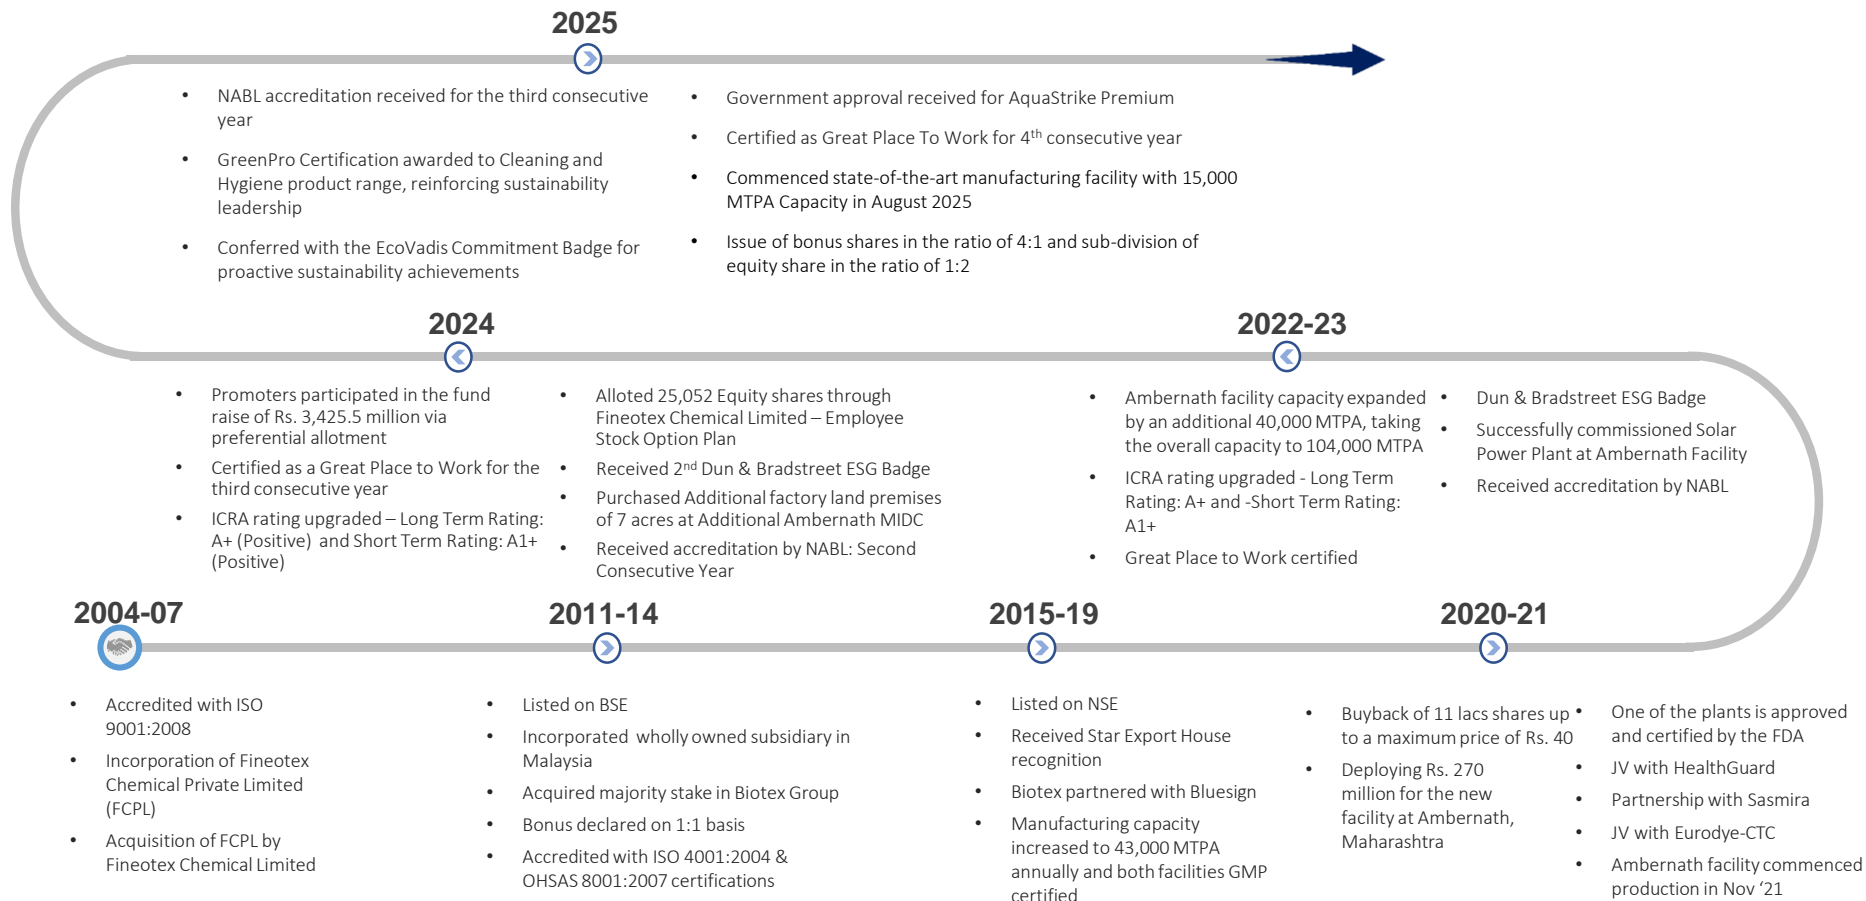 2025
• NABL accreditation received for the third consecutive
year
• GreenPro Certification awarded to Cleaning and
Hygiene product range, reinforcing sustainability
leadership
• Conferred with the EcoVadis Commitment Badge for
proactive sustainability achievements
• Government approval received for AquaStrike Premium
• Certified as Great Place To Work for 4th consecutive year
• Commenced state-of-the-art manufacturing facility with 15,000
MTPA Capacity in August 2025
• Issue of bonus shares in the ratio of 4:1 and sub-division of
equity share in the ratio of 1:2
2024
• Promoters participated in the fund
raise of Rs. 3,425.5 million via
preferential allotment
• Certified as a Great Place to Work for the
third consecutive year
• ICRA rating upgraded – Long Term Rating:
A+ (Positive) and Short Term Rating: A1+
(Positive)
• Alloted 25,052 Equity shares through
Fineotex Chemical Limited – Employee
Stock Option Plan
• Received 2nd Dun & Bradstreet ESG Badge
• Purchased Additional factory land premises
of 7 acres at Additional Ambernath MIDC
• Received accreditation by NABL: Second
Consecutive Year
2022-23
• Ambernath facility capacity expanded
by an additional 40,000 MTPA, taking
the overall capacity to 104,000 MTPA
• ICRA rating upgraded - Long Term
Rating: A+ and -Short Term Rating:
A1+
• Great Place to Work certified
• Dun & Bradstreet ESG Badge
• Successfully commissioned Solar
Power Plant at Ambernath Facility
• Received accreditation by NABL
2004-07
• Accredited with ISO
9001:2008
• Incorporation of Fineotex
Chemical Private Limited
(FCPL)
• Acquisition of FCPL by
Fineotex Chemical Limited
2011-14
• Listed on BSE
• Incorporated wholly owned subsidiary in
Malaysia
• Acquired majority stake in Biotex Group
• Bonus declared on 1:1 basis
• Accredited with ISO 4001:2004 &
OHSAS 8001:2007 certifications
2015-19
• Listed on NSE
• Received Star Export House
recognition
• Biotex partnered with Bluesign
• Manufacturing capacity
increased to 43,000 MTPA
annually and both facilities GMP
certified
2020-21
• Buyback of 11 lacs shares up
to a maximum price of Rs. 40
• Deploying Rs. 270
million for the new
facility at Ambernath,
Maharashtra
• One of the plants is approved
and certified by the FDA
• JV with HealthGuard
• Partnership with Sasmira
• JV with Eurodye-CTC
• Ambernath facility commenced
production in Nov ‘21